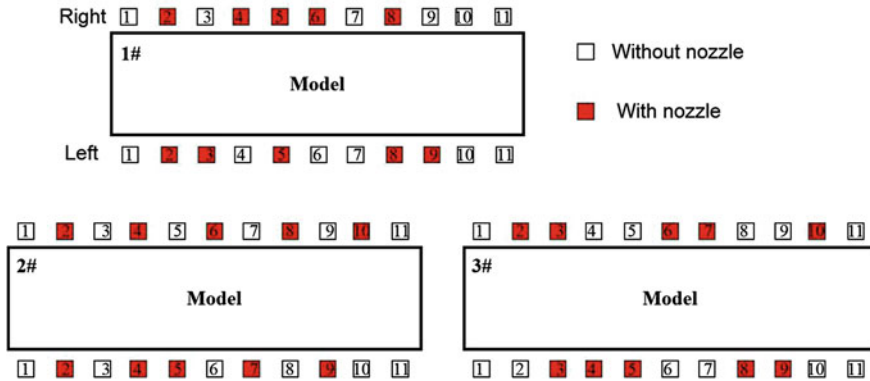 Right 1 2 3 4 5 6 7 8 9 10 11
1#
Model
Without nozzle
With nozzle
Left 1 2 3 4 5 6 7 8 9 10 11
1 2 3 4 5 6 7 8 9 10 11
2#
Model
1 2 3 4 5 6 7 8 9 10 11
1 2 3 4 5 6 7 8 9 10 11
3#
Model
1 2 3 4 5 6 7 8 9 10 11